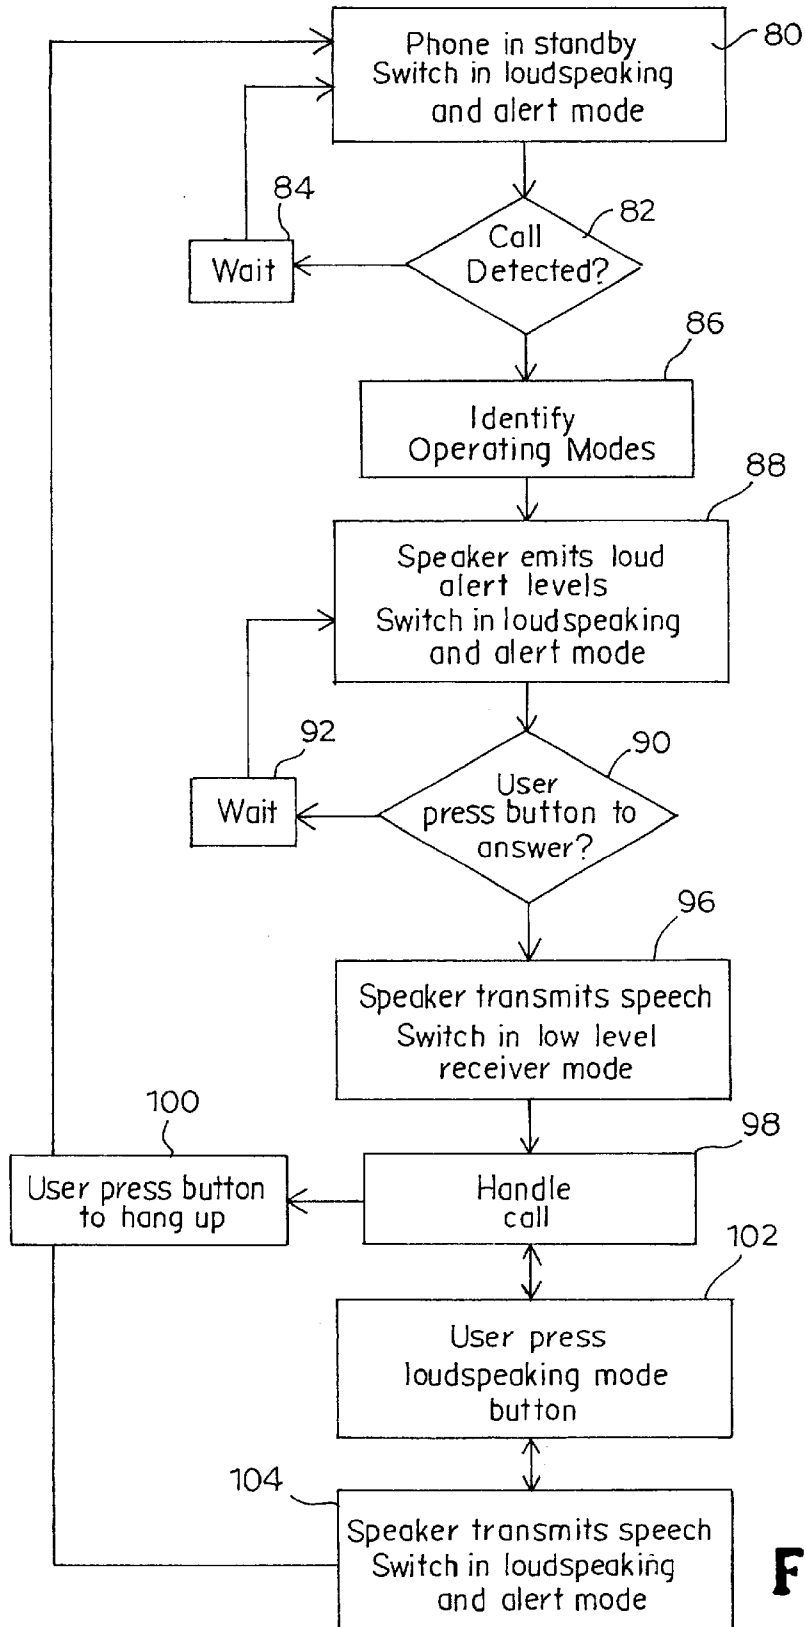 80
Phone in standby
Switch in loudspeaking
and alert mode
84
82
Call
Detected?
Wait
86
Identify
Operating Modes
88
Speaker emits loud
alert levels
Switch in loudspeaking
and alert mode
92
90
User
press button to
answer?
Wait
96
Speaker transmits speech
Switch in low level
receiver mode
100
98
User press button
to hang up
Handle
call
102
User press
loudspeaking mode
button
104
Speaker transmits speech
Switch in loudspeaking
and alert mode
F